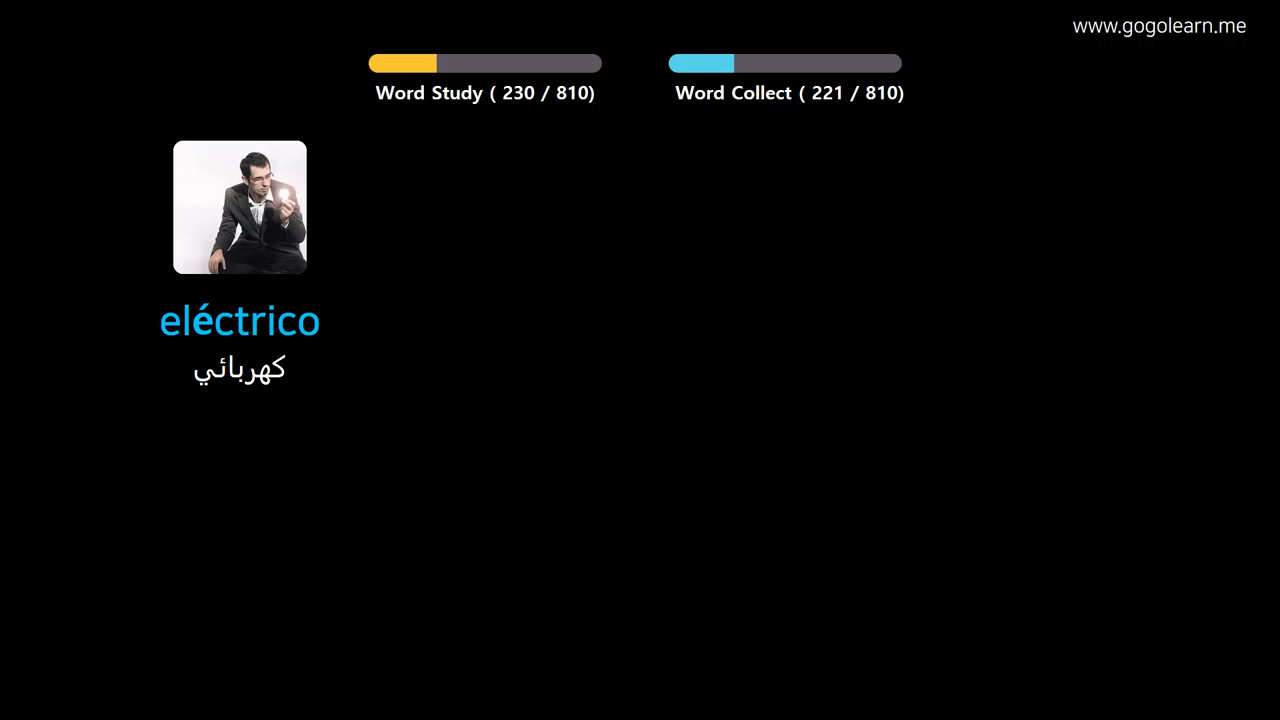 www.gogolearn.me
Word Study ( 230 / 810)
Word Collect ( 221 / 810)
eléctrico
كهربائي